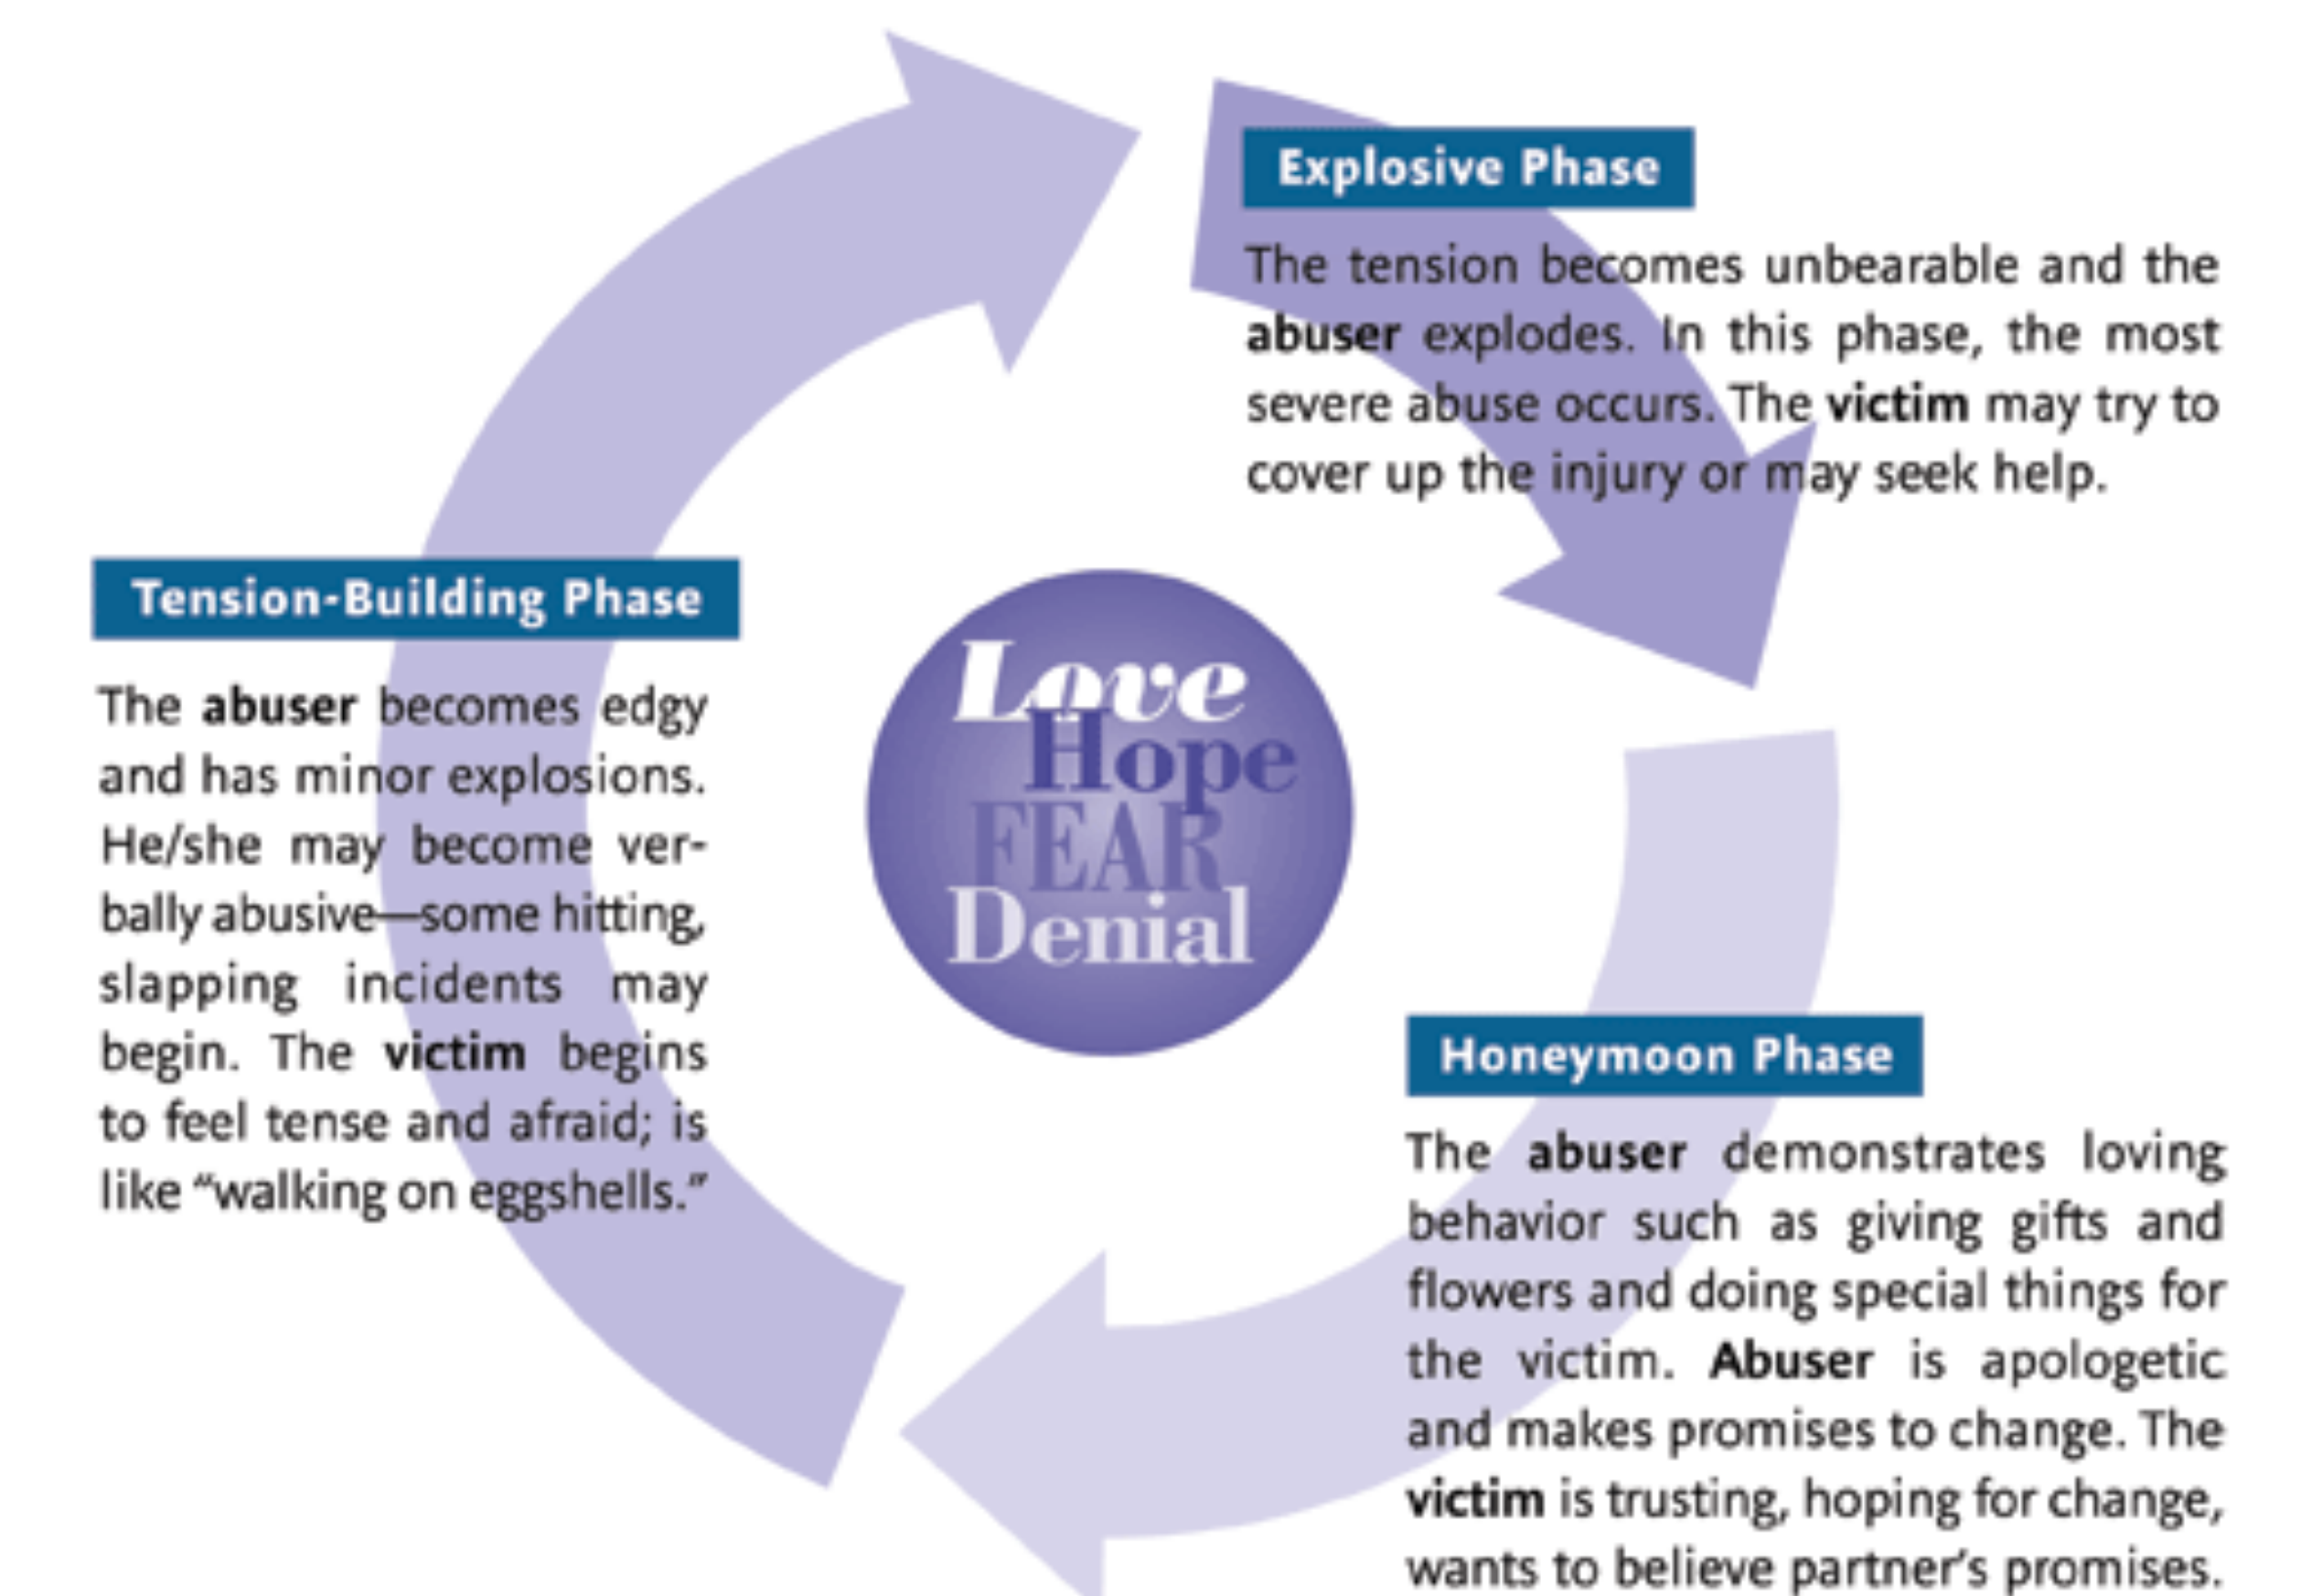 Explosive Phase
The tension becomes unbearable and the
abuser explodes. In this phase, the most
severe abuse occurs. The victim may try to
cover up the injury or may seek help.
Tension-Building Phase
The abuser becomes edgy
and has minor explosions.
He/she may become ver-
bally abusive—some hitting,
slapping incidents may
begin. The victim begins
to feel tense and afraid; is
like “walking on eggshells.”
Love
Hope
FEAR
Denial
Honeymoon Phase
The abuser demonstrates loving
behavior such as giving gifts and
flowers and doing special things for
the victim. Abuser is apologetic
and makes promises to change. The
victim is trusting, hoping for change,
wants to believe partner’s promises.